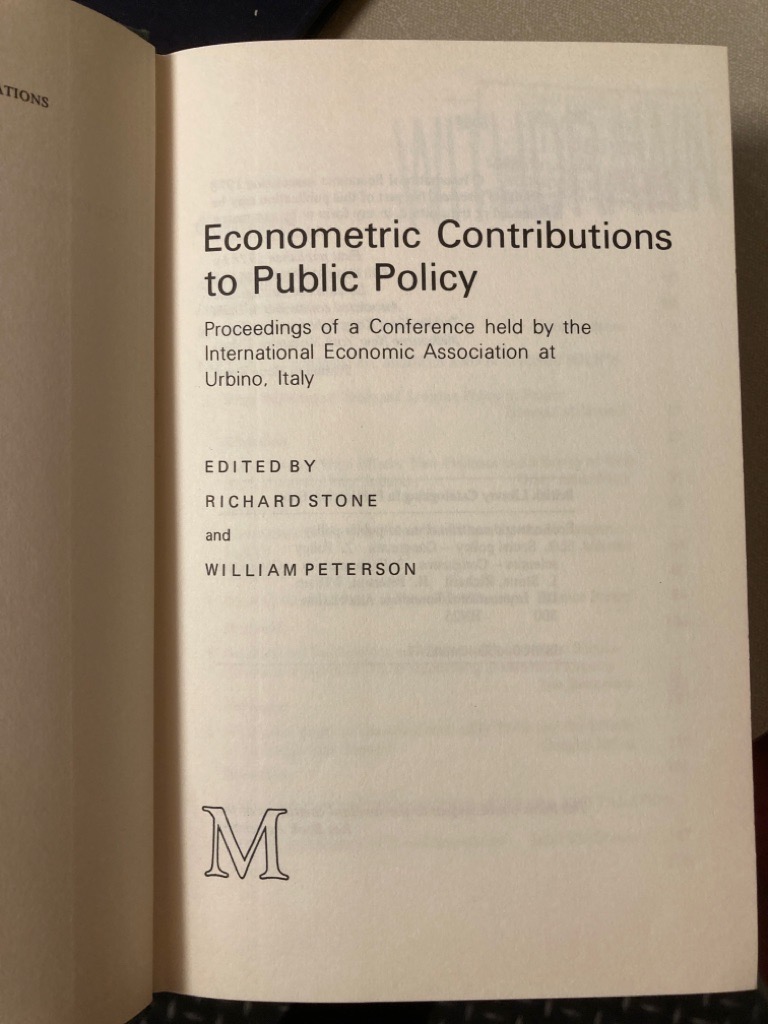 ATIONS
Econometric Contributions
to Public Policy
Proceedings of a Conference held by the
International Economic Association at
Urbino, Italy
EDITED BY
RICHARD STONE
and
WILLIAM PETERSON
M